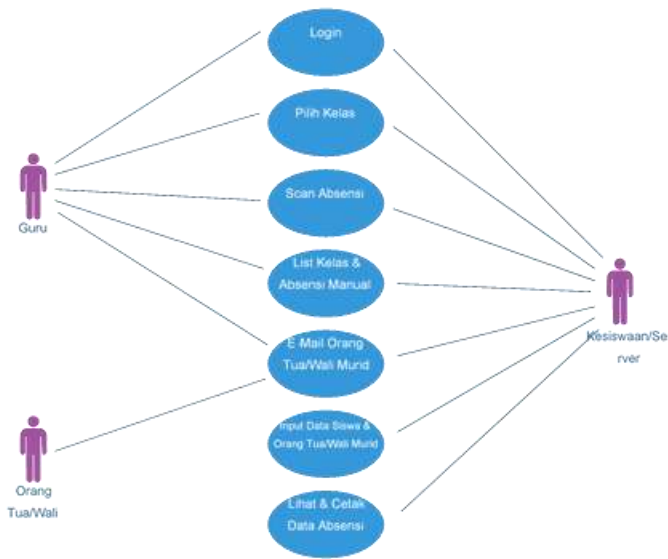 Login
Pilih Kelas
Scan Absensi
Guru
List Kelas &
Absensi Manual
Kesiswaan/Se
rver
E Mail Orang
Tua/Wali Murid
Input Data Siswa &
Orang Tua/Wali Murid
Orang
Tua/Wali
Lihat & Cetak
Data Absensi